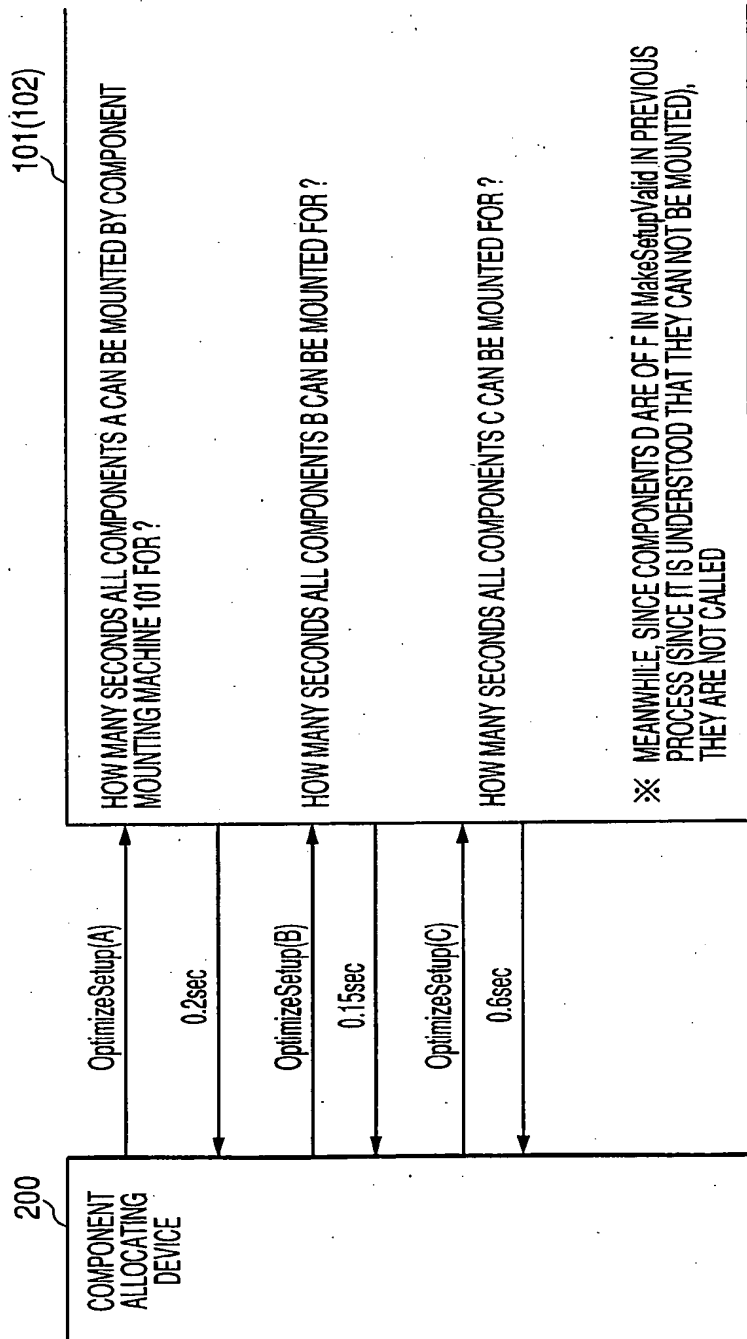 200
COMPONENT
ALLOCATING
DEVICE
101(102)
OptimizeSetup(A)
HOW MANY SECONDS ALL COMPONENTS A CAN BE MOUNTED BY COMPONENT
MOUNTING MACHINE 101 FOR ?
0.2sec
OptimizeSetup(B)
HOW MANY SECONDS ALL COMPONENTS B CAN BE MOUNTED FOR ?
0.15sec
OptimizeSetup(C)
HOW MANY SECONDS ALL COMPONENTS C CAN BE MOUNTED FOR ?
0.6sec
※ MEANWHILE, SINCE COMPONENTS D ARE OF F IN MakeSetupValid IN PREVIOUS
PROCESS (SINCE IT IS UNDERSTOOD THAT THEY CAN NOT BE MOUNTED),
THEY ARE NOT CALLED